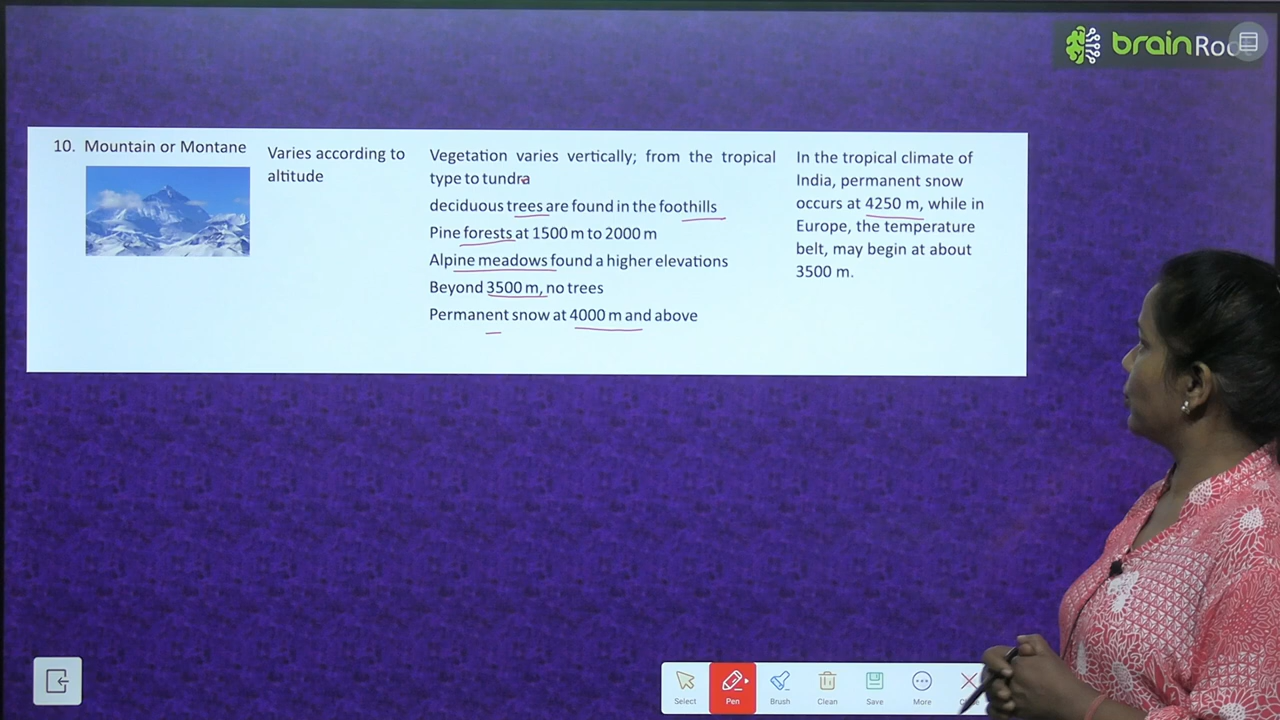 brainRoo
10. Mountain or Montane
Varies according to
altitude
Vegetation varies vertically; from the tropical
type to tundra
deciduous trees are found in the foothills
Pine forests at 1500 m to 2000 m
Alpine meadows found a higher elevations
Beyond 3500 m, no trees
Permanent snow at 4000 m and above
In the tropical climate of
India, permanent snow
occurs at 4250 m, while in
Europe, the temperature
belt, may begin at about
3500 m.
Select
Pen
Brush
Clean
Save
More